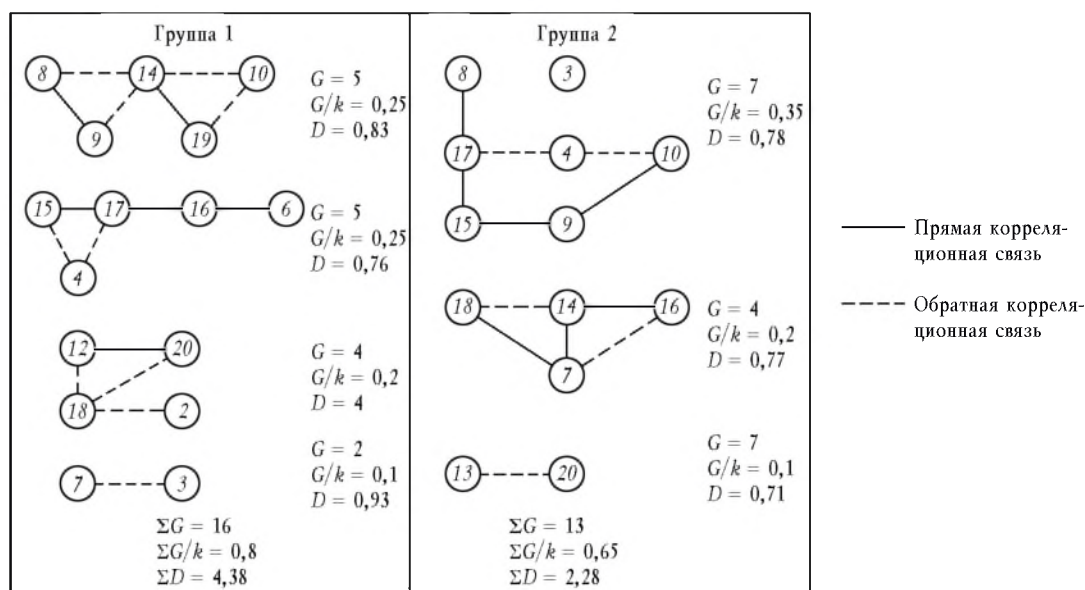 Группа 1
8 14 10
G = 5
G/k = 0,25
9 19
D = 0,83
15 17 16 6
G = 5
G/k = 0,25
4
D = 0,76
12 20
G = 4
G/k = 0,2
18 2
D = 4
G = 2
7 3
G/k = 0,1
D = 0,93
ΣG = 16
ΣG/k = 0,8
ΣD = 4,38
Группа 2
8 3
G = 7
G/k = 0,35
D = 0,78
17 4 10
15 9
18 14 16
G = 4
G/k = 0,2
D = 0,77
7
G = 7
13 20
G/k = 0,1
D = 0,71
ΣG = 13
ΣG/k = 0,65
ΣD = 2,28
Прямая корреля-
ционная связь
Обратная корреля-
ционная связь